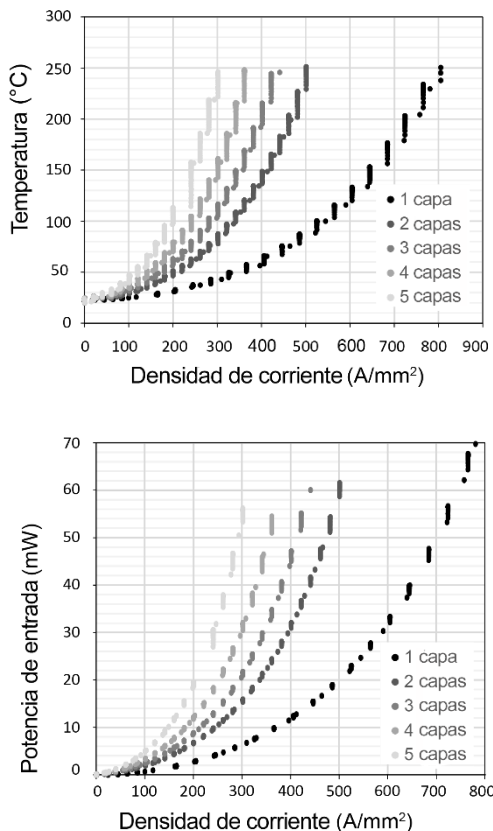 300
250
200
150
100
50
0
Temperatura (°C)
1 capa
2 capas
3 capas
4 capas
5 capas
0 100 200 300 400 500 600 700 800 900
Densidad de corriente (A/mm²)
70
60
50
40
30
20
10
0
Potencia de entrada (mW)
1 capa
2 capas
3 capas
4 capas
5 capas
0 100 200 300 400 500 600 700 800
Densidad de corriente (A/mm²)